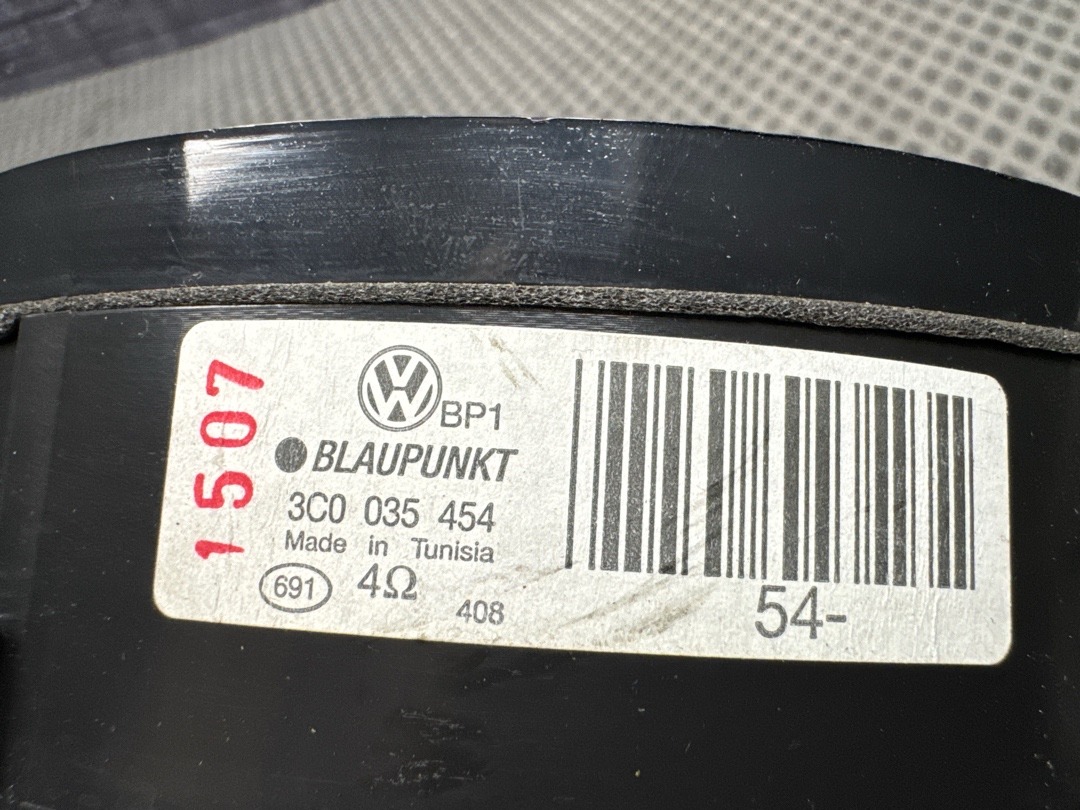 1507
BP1
BLAUPUNKT
3C0 035 454
Made in Tunisia
691 4Ω 408
54-